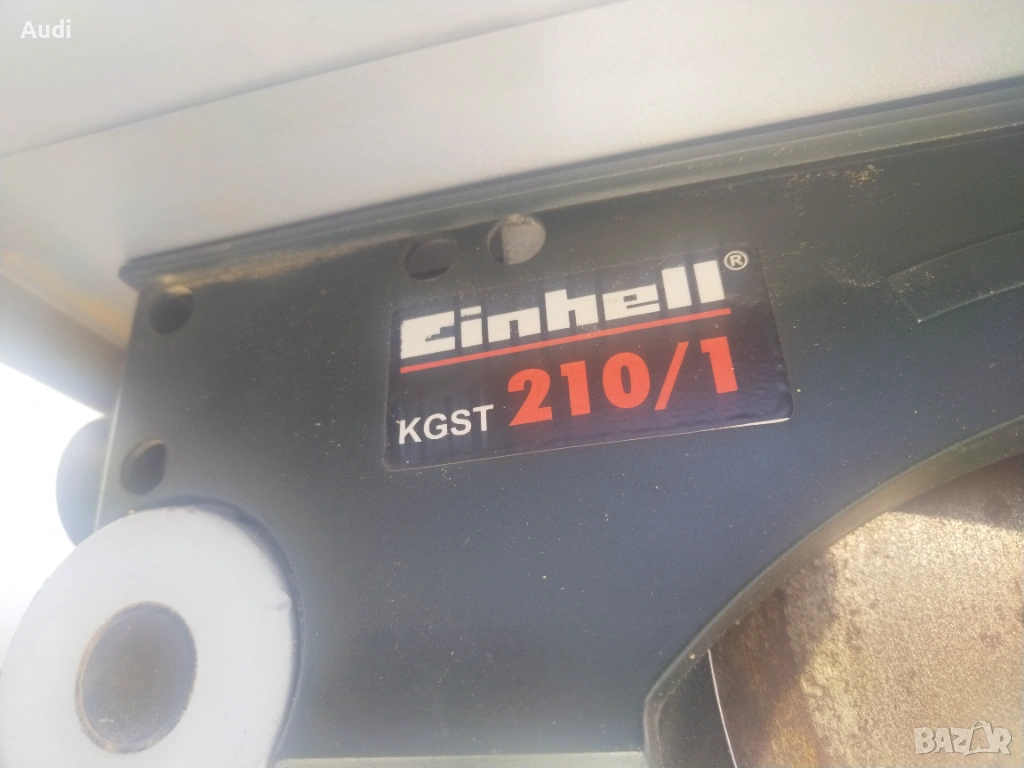 Audi
Einhell®
KGST 210/1
BAZAR